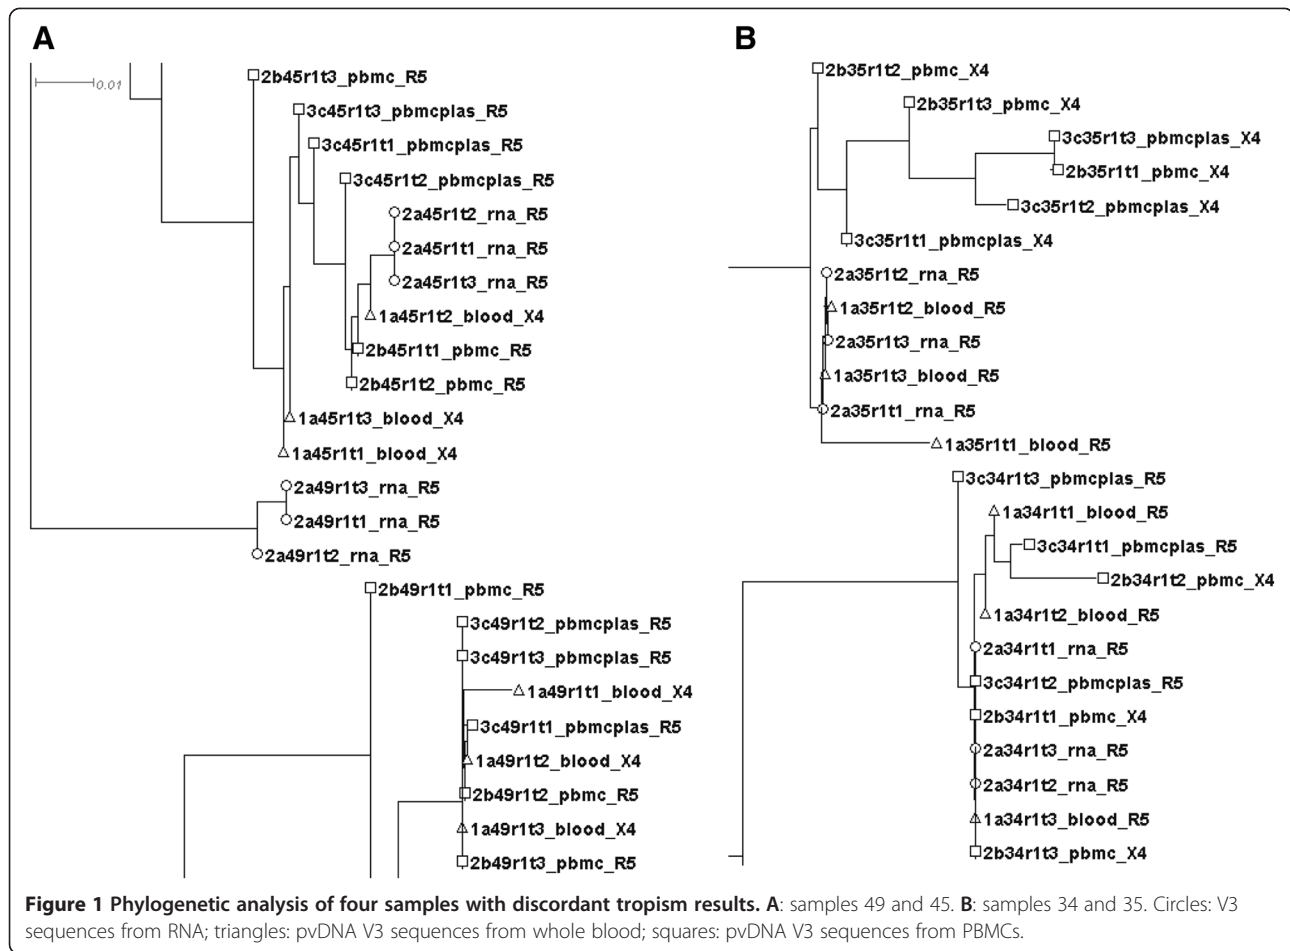 A
0.01
2b45r1t3_pbmc_R5
3c45r1t3_pbmcplas_R5
3c45r1t1_pbmcplas_R5
3c45r1t2_pbmcplas_R5
2a45r1t2_rna_R5
2a45r1t1_rna_R5
2a45r1t3_rna_R5
1a45r1t2_blood_X4
2b45r1t1_pbmc_R5
2b45r1t2_pbmc_R5
1a45r1t3_blood_X4
1a45r1t1_blood_X4
2a49r1t3_rna_R5
2a49r1t1_rna_R5
2a49r1t2_rna_R5
2b49r1t1_pbmc_R5
3c49r1t2_pbmcplas_R5
3c49r1t3_pbmcplas_R5
1a49r1t1_blood_X4
3c49r1t1_pbmcplas_R5
1a49r1t2_blood_X4
2b49r1t2_pbmc_R5
1a49r1t3_blood_X4
2b49r1t3_pbmc_R5
B
2b35r1t2_pbmc_X4
2b35r1t3_pbmc_X4
3c35r1t3_pbmcplas_X4
2b35r1t1_pbmc_X4
3c35r1t2_pbmcplas_X4
3c35r1t1_pbmcplas_X4
2a35r1t2_rna_R5
1a35r1t2_blood_R5
2a35r1t3_rna_R5
1a35r1t3_blood_R5
2a35r1t1_rna_R5
1a35r1t1_blood_R5
3c34r1t3_pbmcplas_R5
1a34r1t1_blood_R5
3c34r1t1_pbmcplas_R5
2b34r1t2_pbmc_X4
1a34r1t2_blood_R5
2a34r1t1_rna_R5
3c34r1t2_pbmcplas_R5
2b34r1t1_pbmc_X4
2a34r1t3_rna_R5
2a34r1t2_rna_R5
1a34r1t3_blood_R5
2b34r1t3_pbmc_X4
Figure 1 Phylogenetic analysis of four samples with discordant tropism results. A: samples 49 and 45. B: samples 34 and 35. Circles: V3
sequences from RNA; triangles: pvDNA V3 sequences from whole blood; squares: pvDNA V3 sequences from PBMCs.